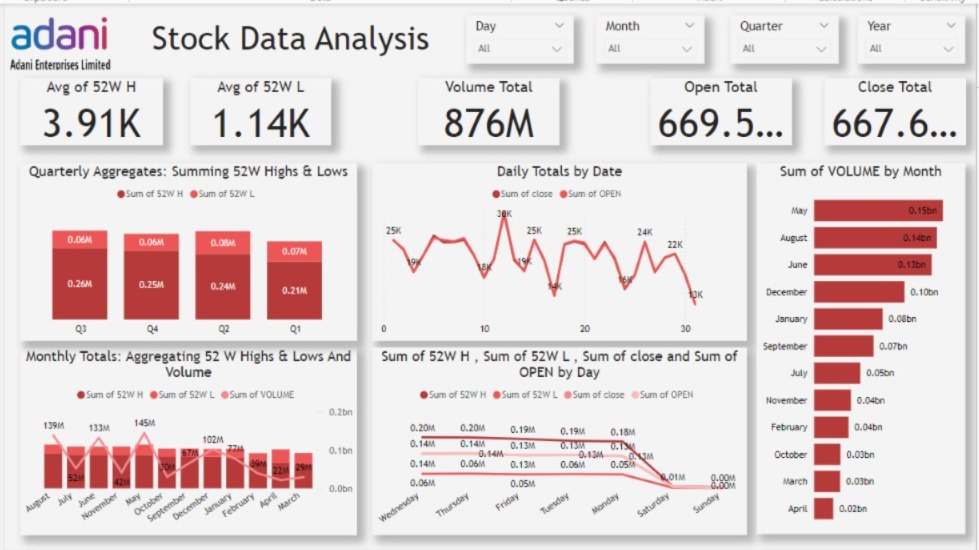 adani
Adani Enterprises Limited
Stock Data Analysis
Day
All
Month
All
Quarter
All
Year
All
Avg of 52W H
3.91K
Avg of 52W L
1.14K
Volume Total
876M
Open Total
669.5...
Close Total
667.6...
Quarterly Aggregates: Summing 52W Highs & Lows
Sum of 52W H Sum of 52W L
0.06M 0.06M 0.08M 0.07M
0.26M 0.25M 0.24M 0.21M
Q3 Q4 Q2 Q1
Daily Totals by Date
Sum of close Sum of OPEN
25K 19K 18K 30K 19K 25K 14K 25K 16K 24K 22K 13K
0 10 20 30
Sum of VOLUME by Month
May 0.15bn
August 0.14bn
June 0.13bn
December 0.10bn
January 0.08bn
September 0.07bn
July 0.05bn
November 0.04bn
February 0.04bn
October 0.03bn
March 0.03bn
April 0.02bn
Monthly Totals: Aggregating 52 W Highs & Lows And
Volume
Sum of 52W H Sum of 52W L Sum of VOLUME
0.2bn
0.1bn
0.0bn
139M 52M 133M 42M 145M 30M 67M 102M 77M 39M 22M 29M
August July June November May October September December January February April March
Sum of 52W H , Sum of 52W L , Sum of close and Sum of
OPEN by Day
Sum of 52W H Sum of 52W L Sum of close Sum of OPEN
0.20M 0.20M 0.19M 0.19M 0.18M
0.14M 0.14M 0.13M 0.13M 0.13M
0.14M 0.13M 0.13M
0.14M 0.06M 0.13M 0.06M 0.05M 0.01M 0.00M
0.06M 0.05M 0.00M
Wednesday Thursday Friday Tuesday Monday Saturday Sunday